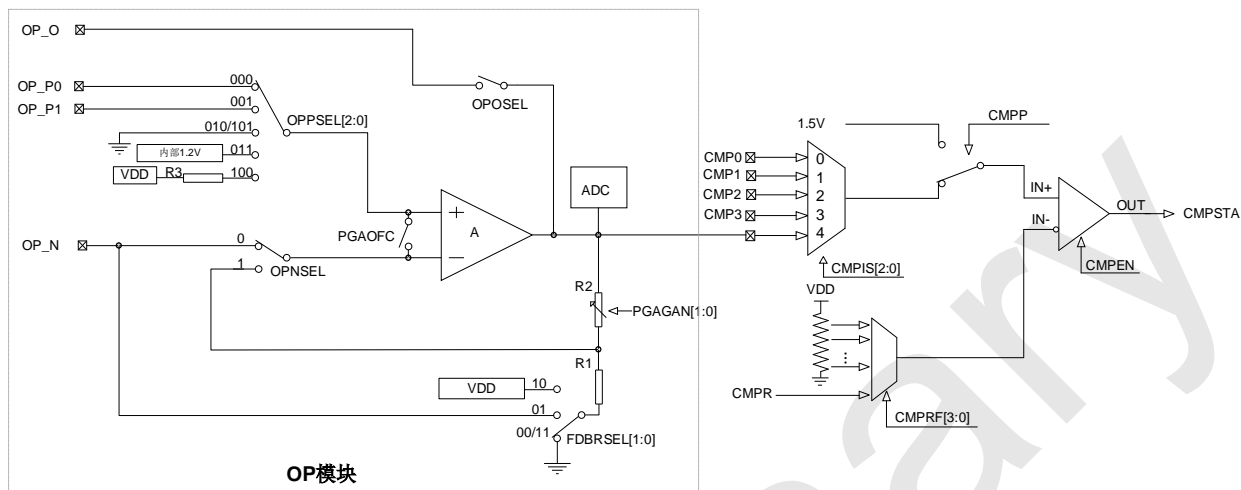 OP_O
OP_P0
OP_P1
000
001
010/101
内部1.2V
011
VDD
R3
100
OPPSEL[2:0]
OPOSEL
OP_N
0
1
OPNSEL
PGAOFC
+
−
A
ADC
R2
PGAGAN[1:0]
R1
VDD
10
01
00/11
FDBRSEL[1:0]
OP模块
1.5V
CMPP
CMP0
CMP1
CMP2
CMP3
0
1
2
3
4
CMPIS[2:0]
IN+
IN-
OUT
CMPSTA
CMPEN
VDD
...
CMPR
CMPRF[3:0]